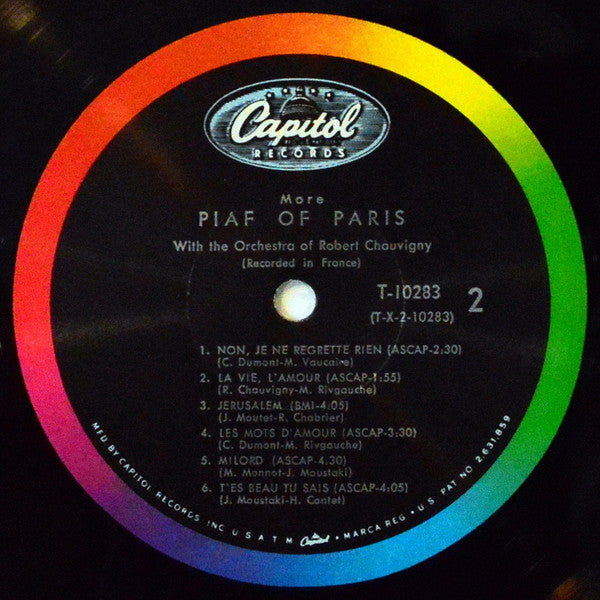 Capitol
RECORDS
More
PIAF OF PARIS
With the Orchestra of Robert Chauvigny
(Recorded in France)
T-10283
2
(T-X-2-10283)
1. NON, JE NE REGRETTE RIEN (ASCAP-2:30)
(C. Dumont-M. Vaucaire)
2. LA VIE, L'AMOUR (ASCAP-1:55)
(R. Chauvigny-M. Rivgauche)
3. JERUSALEM (BMI-4:05)
(J. Moutet-R. Chabrier)
4. LES MOTS D'AMOUR (ASCAP-3:30)
(C. Dumont-M. Rivgauche)
5. MILORD (ASCAP-4.30)
(M. Monnot-J. Moustaki)
6. T'ES BEAU TU SAIS (ASCAP-4:05)
(J. Moustaki-H. Contet)
MFD BY CAPITOL RECORDS INC U S A T M Capitol • MARCA REG • U.S. PAT NO 2,631,859